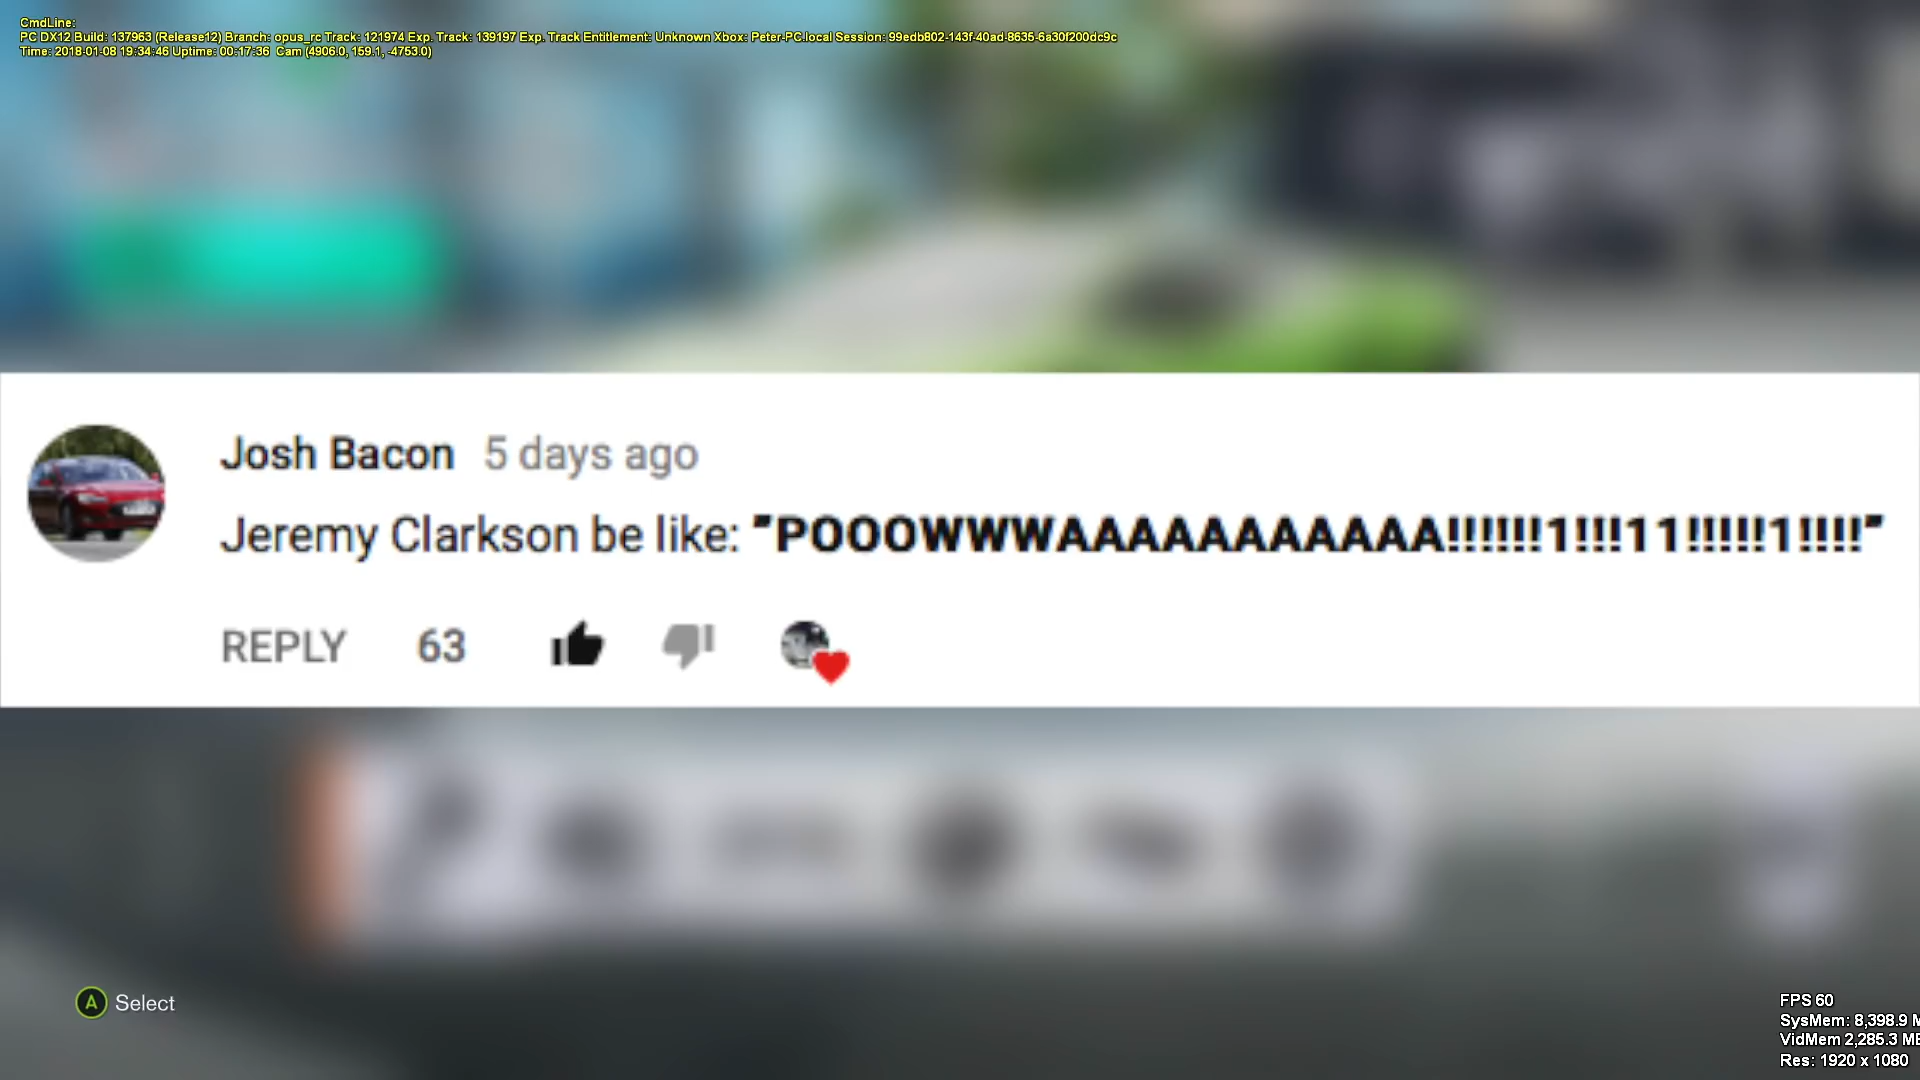 CmdLine:
PC DX12 Build: 137963 (Release12) Branch: opus_rc Track: 121974 Exp. Track: 139197 Exp. Track Entitlement: Unknown Xbox: Peter-PC.local Session: 99edb802-143f-40ad-8635-6a30f200dc9c
Time: 2018-01-08 19:34:46 Uptime: 00:17:36 Cam (4906.0, 159.1, -4753.0)
Josh Bacon 5 days ago
Jeremy Clarkson be like: "POOOWWWAAAAAAAAAAA!!!!!!1!!!11!!!!!1!!!!"
REPLY 63
A Select
FPS 60
SysMem: 8,398.9 M
VidMem 2,285.3 ME
Res: 1920 x 1080